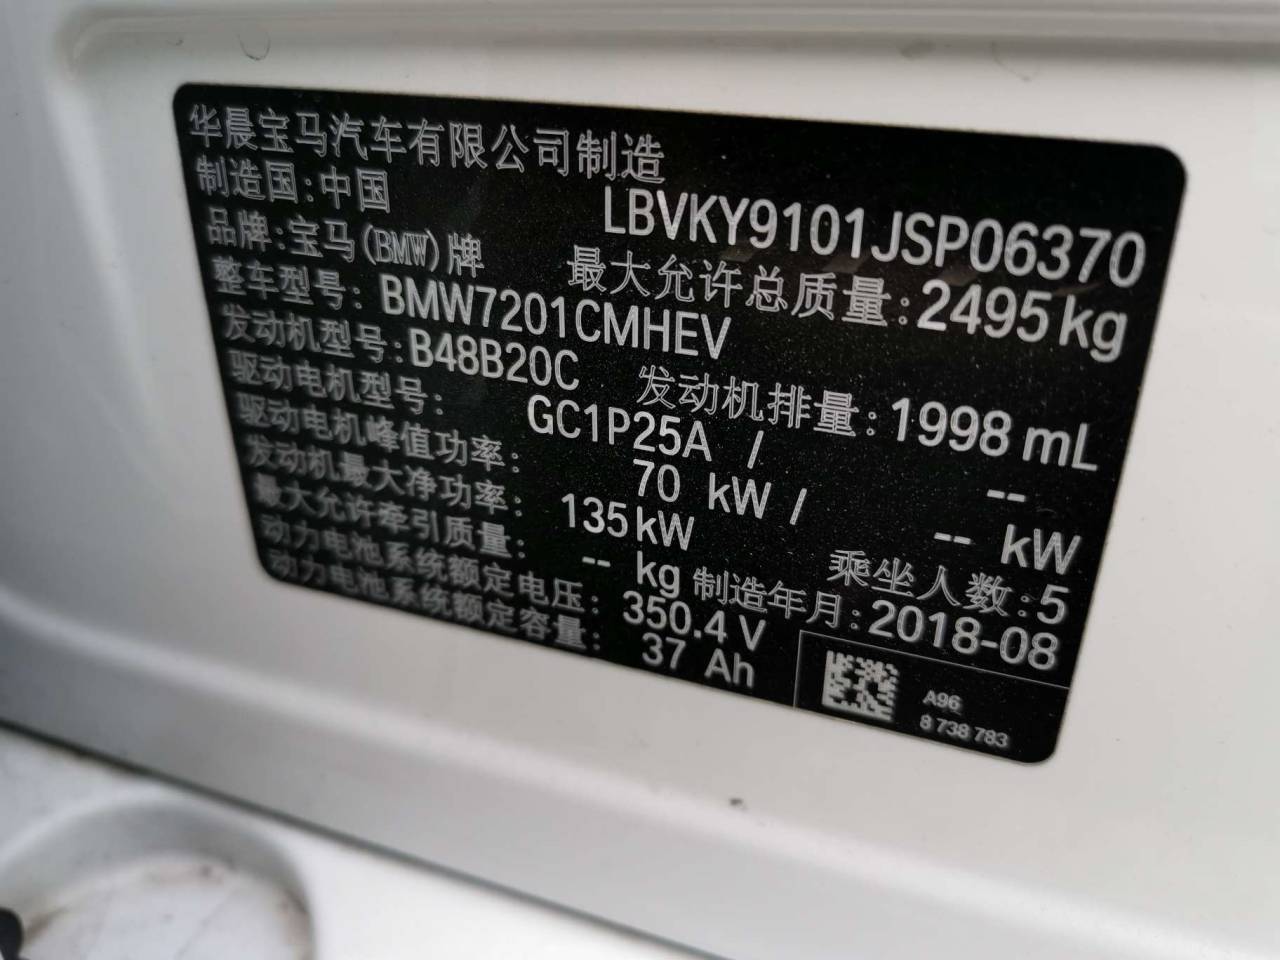 华晨宝马汽车有限公司制造
制造国:中国 LBVKY9101JSP06370
品牌:宝马(BMW)牌 最大允许总质量:2495kg
整车型号: BMW7201CMHEV
发动机型号:B48B20C 发动机排量:1998 mL
驱动电机型号: GC1P25A / --
驱动电机峰值功率: 70 kW / -- kW
发动机最大净功率: 135kW 乘坐人数:5
最大允许牵引质量: -- kg 制造年月:2018-08
动力电池系统额定电压: 350.4 V
动力电池系统额定容量: 37 Ah
A96
8 738 783